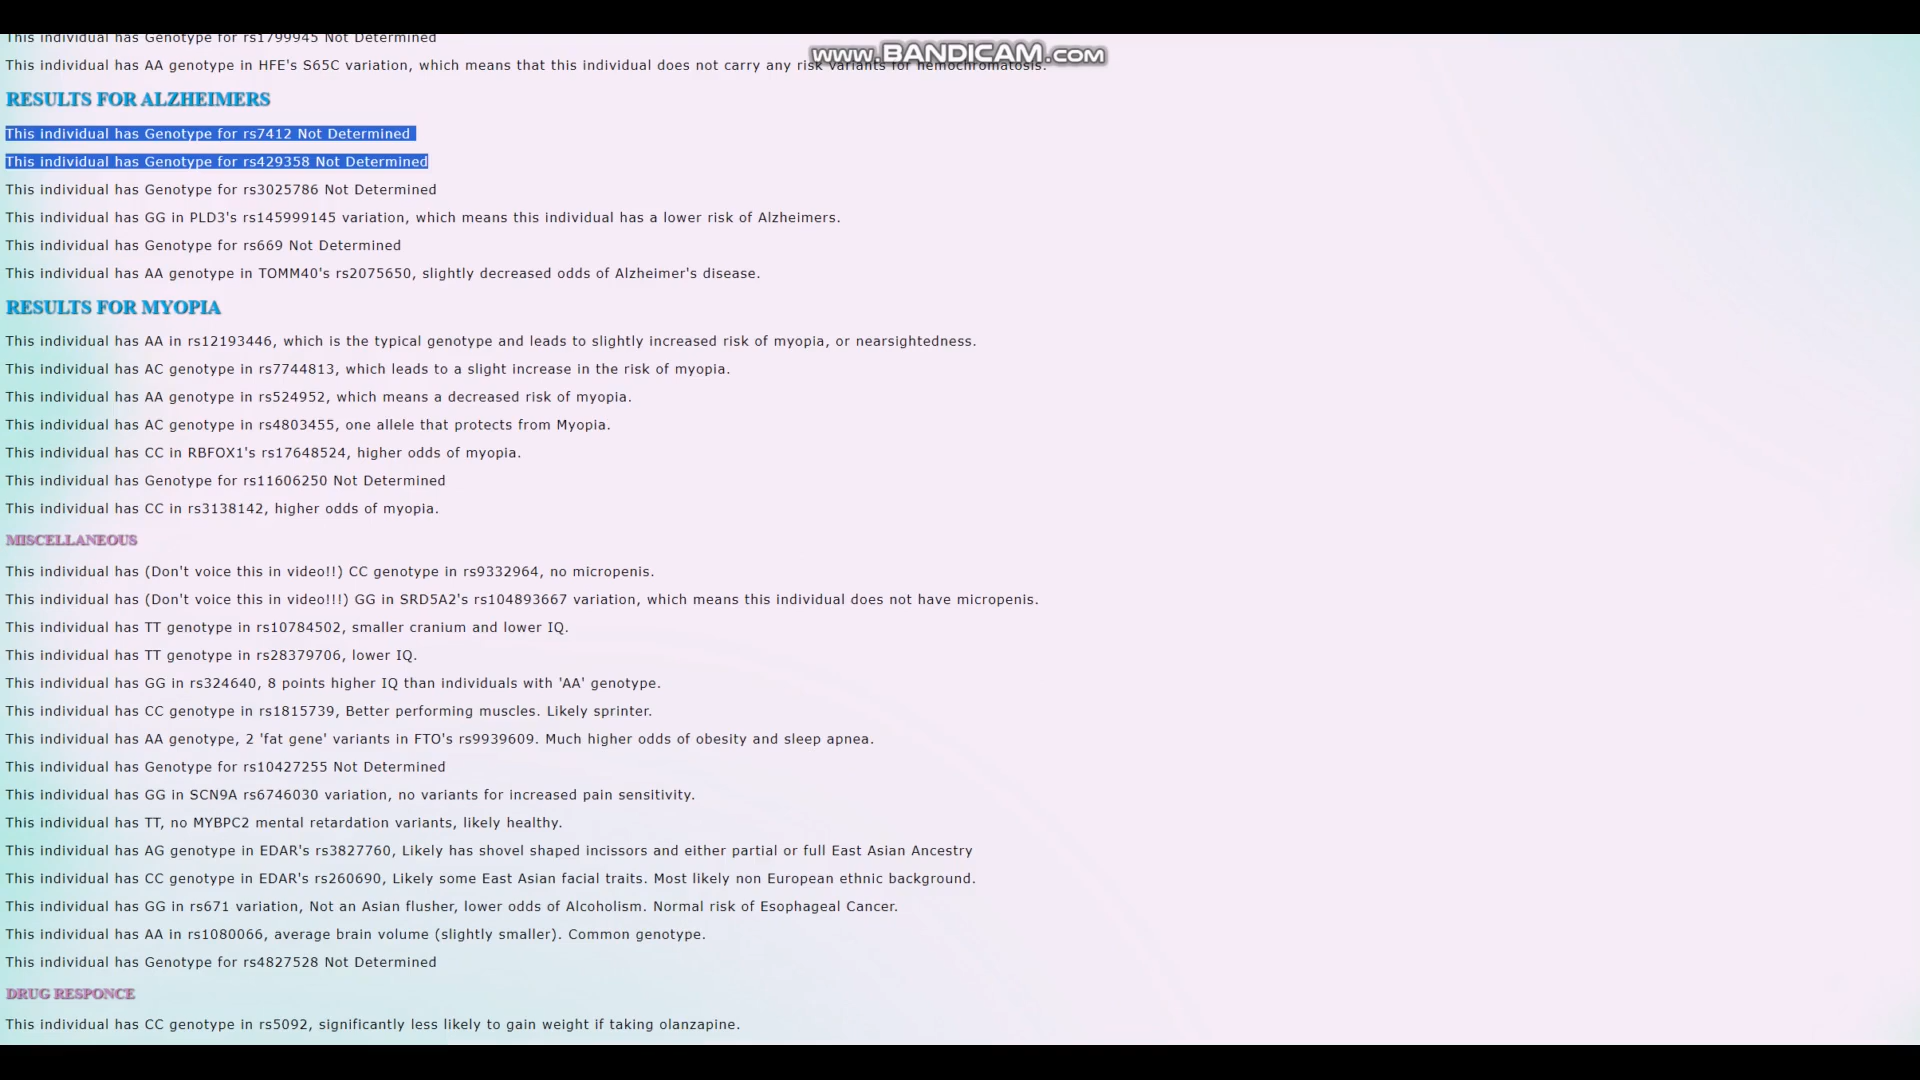 This individual has Genotype for rs1799945 Not Determined
www.BANDICAM.com
This individual has AA genotype in HFE's S65C variation, which means that this individual does not carry any risk variants for hemochromatosis.
RESULTS FOR ALZHEIMERS
This individual has Genotype for rs7412 Not Determined
This individual has Genotype for rs429358 Not Determined
This individual has Genotype for rs3025786 Not Determined
This individual has GG in PLD3's rs145999145 variation, which means this individual has a lower risk of Alzheimers.
This individual has Genotype for rs669 Not Determined
This individual has AA genotype in TOMM40's rs2075650, slightly decreased odds of Alzheimer's disease.
RESULTS FOR MYOPIA
This individual has AA in rs12193446, which is the typical genotype and leads to slightly increased risk of myopia, or nearsightedness.
This individual has AC genotype in rs7744813, which leads to a slight increase in the risk of myopia.
This individual has AA genotype in rs524952, which means a decreased risk of myopia.
This individual has AC genotype in rs4803455, one allele that protects from Myopia.
This individual has CC in RBFOX1's rs17648524, higher odds of myopia.
This individual has Genotype for rs11606250 Not Determined
This individual has CC in rs3138142, higher odds of myopia.
MISCELLANEOUS
This individual has (Don't voice this in video!!) CC genotype in rs9332964, no micropenis.
This individual has (Don't voice this in video!!!) GG in SRD5A2's rs104893667 variation, which means this individual does not have micropenis.
This individual has TT genotype in rs10784502, smaller cranium and lower IQ.
This individual has TT genotype in rs28379706, lower IQ.
This individual has GG in rs324640, 8 points higher IQ than individuals with 'AA' genotype.
This individual has CC genotype in rs1815739, Better performing muscles. Likely sprinter.
This individual has AA genotype, 2 'fat gene' variants in FTO's rs9939609. Much higher odds of obesity and sleep apnea.
This individual has Genotype for rs10427255 Not Determined
This individual has GG in SCN9A rs6746030 variation, no variants for increased pain sensitivity.
This individual has TT, no MYBPC2 mental retardation variants, likely healthy.
This individual has AG genotype in EDAR's rs3827760, Likely has shovel shaped incissors and either partial or full East Asian Ancestry
This individual has CC genotype in EDAR's rs260690, Likely some East Asian facial traits. Most likely non European ethnic background.
This individual has GG in rs671 variation, Not an Asian flusher, lower odds of Alcoholism. Normal risk of Esophageal Cancer.
This individual has AA in rs1080066, average brain volume (slightly smaller). Common genotype.
This individual has Genotype for rs4827528 Not Determined
DRUG RESPONCE
This individual has CC genotype in rs5092, significantly less likely to gain weight if taking olanzapine.